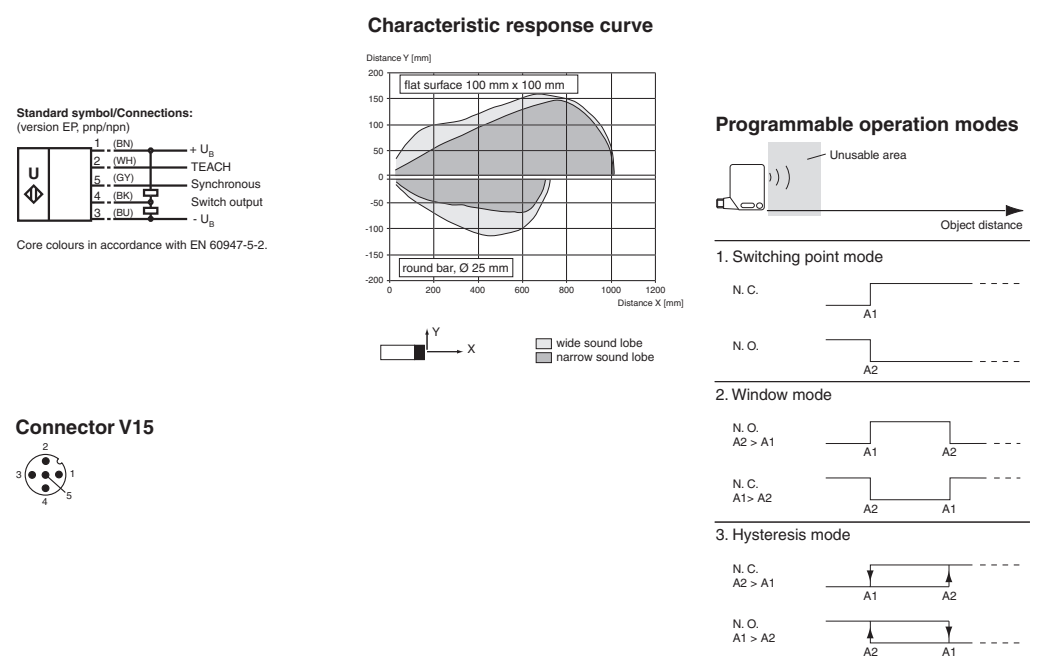 Characteristic response curve
Distance Y [mm]
200
150
100
50
0
-50
-100
-150
-200
flat surface 100 mm x 100 mm
round bar, Ø 25 mm
0 200 400 600 800 1000 1200
Distance X [mm]
Y
X
wide sound lobe
narrow sound lobe
Standard symbol/Connections:
(version EP, pnp/npn)
U
1 (BN) + UB
2 (WH) TEACH
5 (GY) Synchronous
4 (BK) Switch output
3 (BU) - UB
Core colours in accordance with EN 60947-5-2.
Connector V15
2
3 1
4 5
Programmable operation modes
Unusable area
Object distance
1. Switching point mode
N. C.
A1
N. O.
A2
2. Window mode
N. O.
A2 > A1
A1 A2
N. C.
A1> A2
A2 A1
3. Hysteresis mode
N. C.
A2 > A1
A1 A2
N. O.
A1 > A2
A2 A1